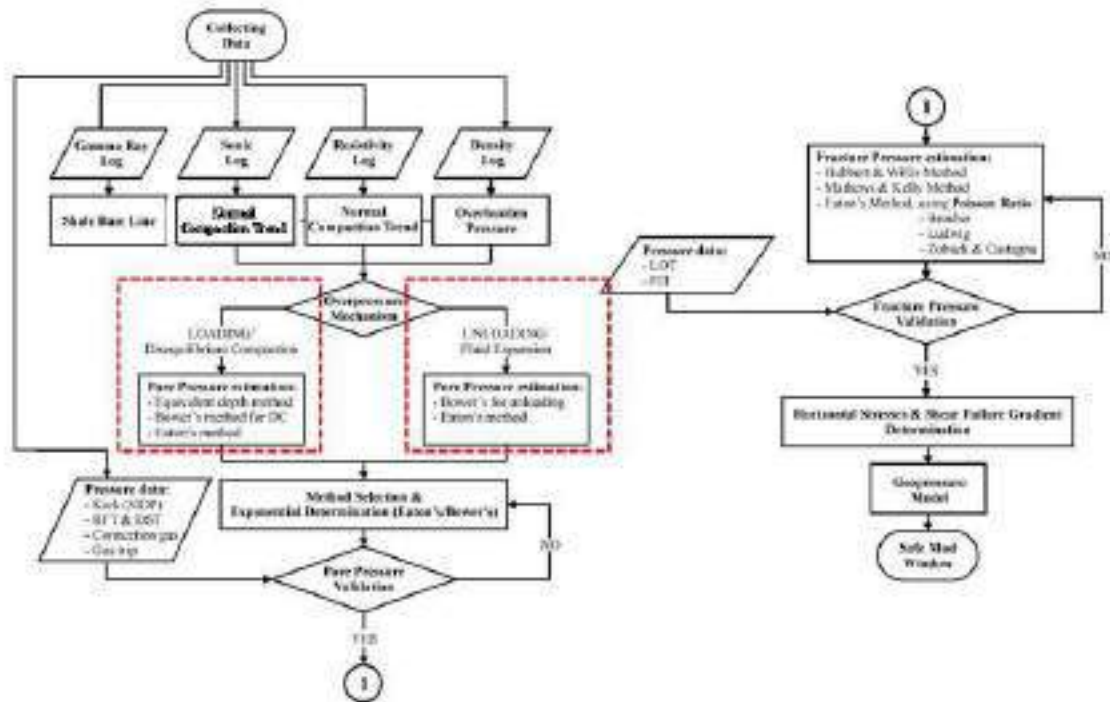 Collecting
Data
Gamma Ray
Log
Sonic
Log
Resistivity
Log
Density
Log
Shale Base Line
Normal
Compaction Trend
Normal
Compaction Trend
Overburden
Pressure
Overpressure
Mechanism
LOADING/
Disequilibrium Compaction
UNLOADING/
Fluid Expansion
Pore Pressure estimation:
- Equivalent depth method
- Bower's method for DC
- Eaton's method
Pore Pressure estimation:
- Bower's for unloading
- Eaton's method
Pressure data:
- Kick (SIDP)
- RFT & DST
- Connection gas
- Gas trip
Method Selection &
Exponential Determination (Eaton's/Bower's)
NO
Pore Pressure
Validation
YES
1
1
Fracture Pressure estimation:
- Hubbert & Willis Method
- Mathews & Kelly Method
- Eaton's Method, using Poisson Ratio
- Ludwig
- Zoback & Castagna
NO
Pressure data:
- LOT
- FIT
Fracture Pressure
Validation
YES
Horizontal Stresses & Shear Failure Gradient
Determination
Geopressure
Model
Safe Mud
Window